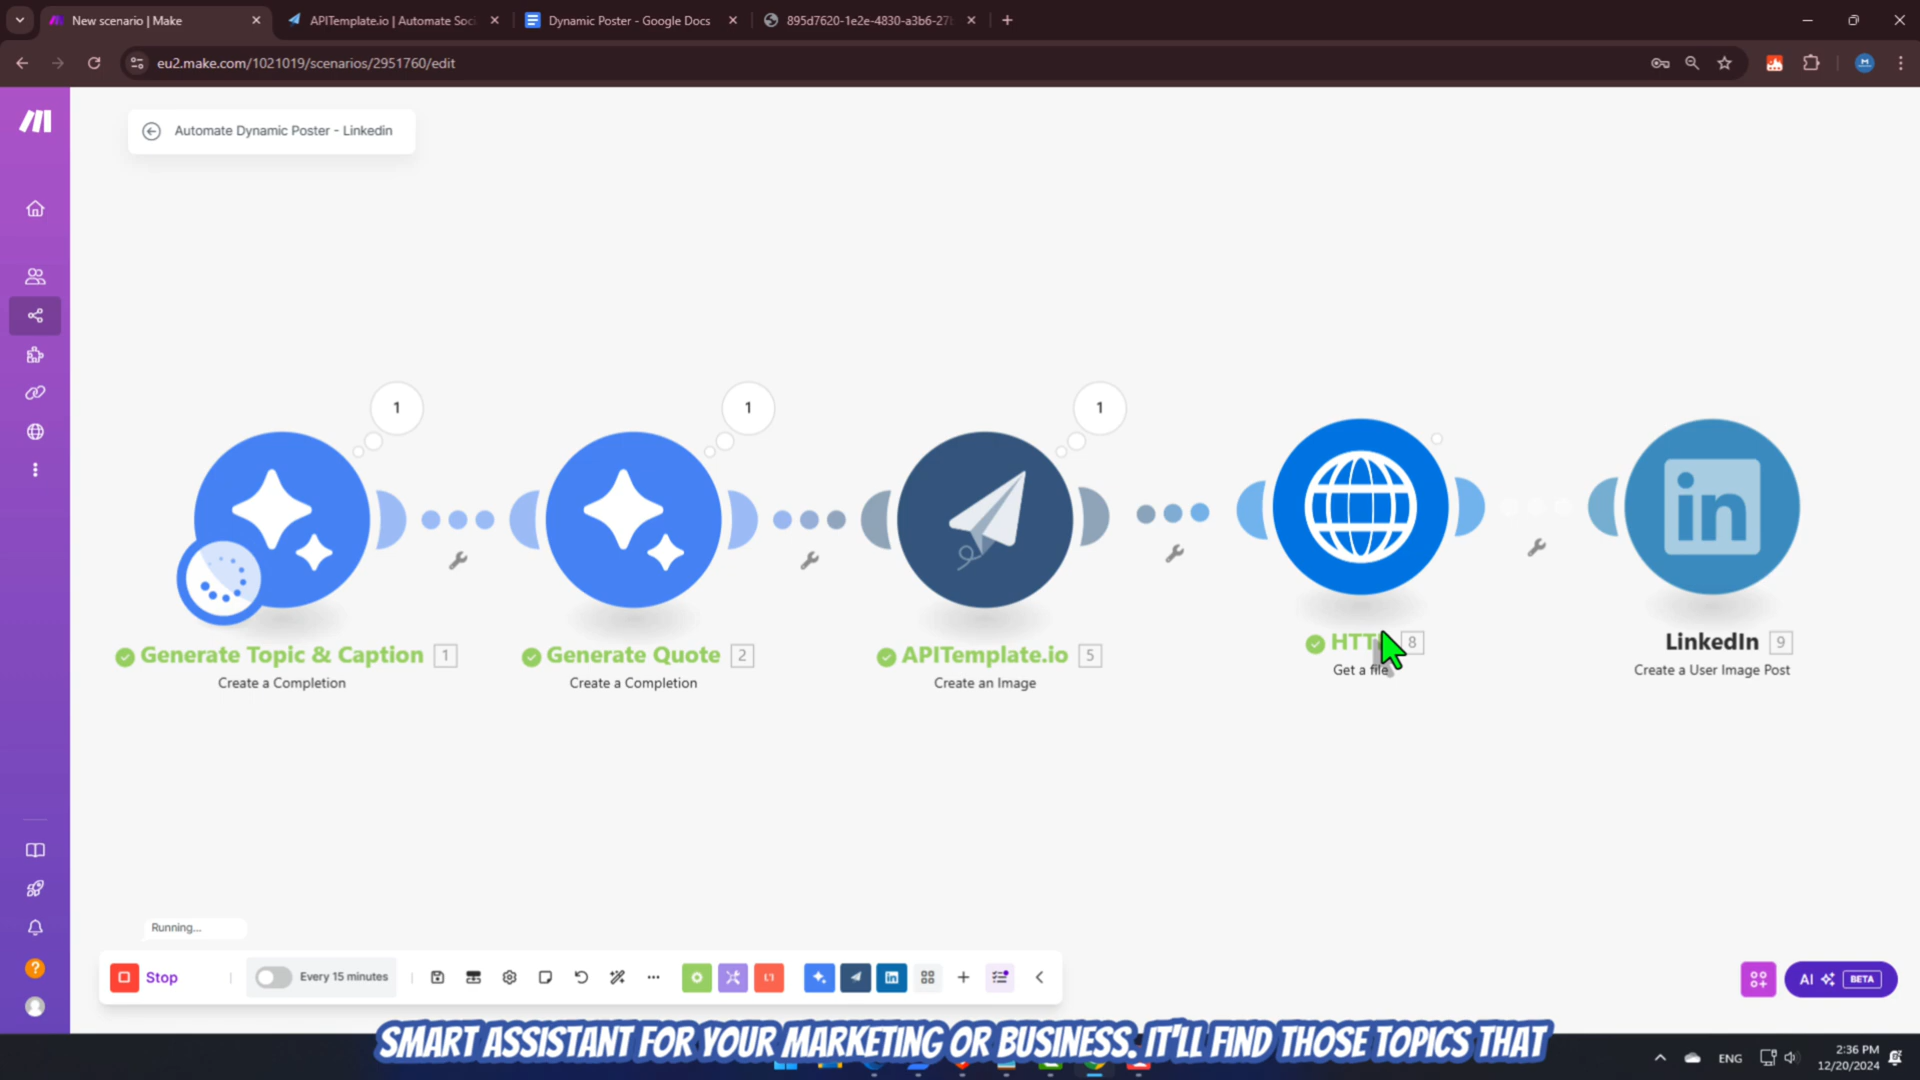 New scenario | Make
APITemplate.io | Automate Soc
Dynamic Poster - Google Docs
895d7620-1e2e-4830-a3b6-27
eu2.make.com/1021019/scenarios/2951760/edit
Automate Dynamic Poster - Linkedin
1
1
1
in
Generate Topic & Caption 1
Create a Completion
Generate Quote 2
Create a Completion
APITemplate.io 5
Create an Image
8
Get a file
LinkedIn 9
Create a User Image Post
Running...
Stop
Every 15 minutes
AI BETA
?
SMART ASSISTANT FOR YOUR MARKETING OR BUSINESS. IT'LL FIND THOSE TOPICS THAT
ENG
2:36 PM
12/20/2024